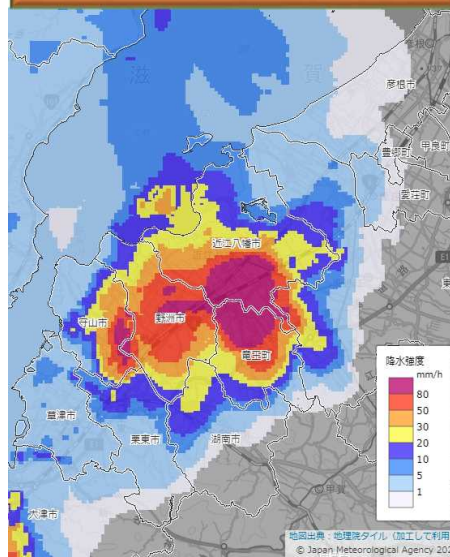 滋
賀
彦根市
甲良町
豊郷町
愛荘町
近江八幡市
野洲市
守山市
竜王町
草津市
栗東市
湖南市
大津市
甲賀
降水強度
mm/h
80
50
30
20
10
5
1
地図出典：地理院タイル（加工して利用
© Japan Meteorological Agency 20